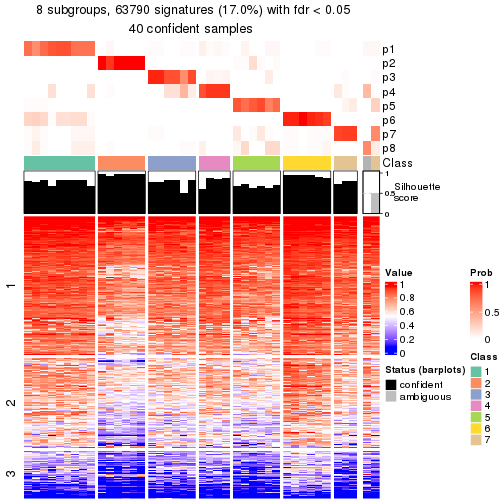 8 subgroups, 63790 signatures (17.0%) with fdr < 0.05
40 confident samples
p1
p2
p3
p4
p5
p6
p7
p8
Class
1
0.5
0
Silhouette
score
1
2
3
Value
1
0.8
0.6
0.4
0.2
0
Prob
1
0.5
0
Status (barplots)
confident
ambiguous
Class
1
2
3
4
5
6
7